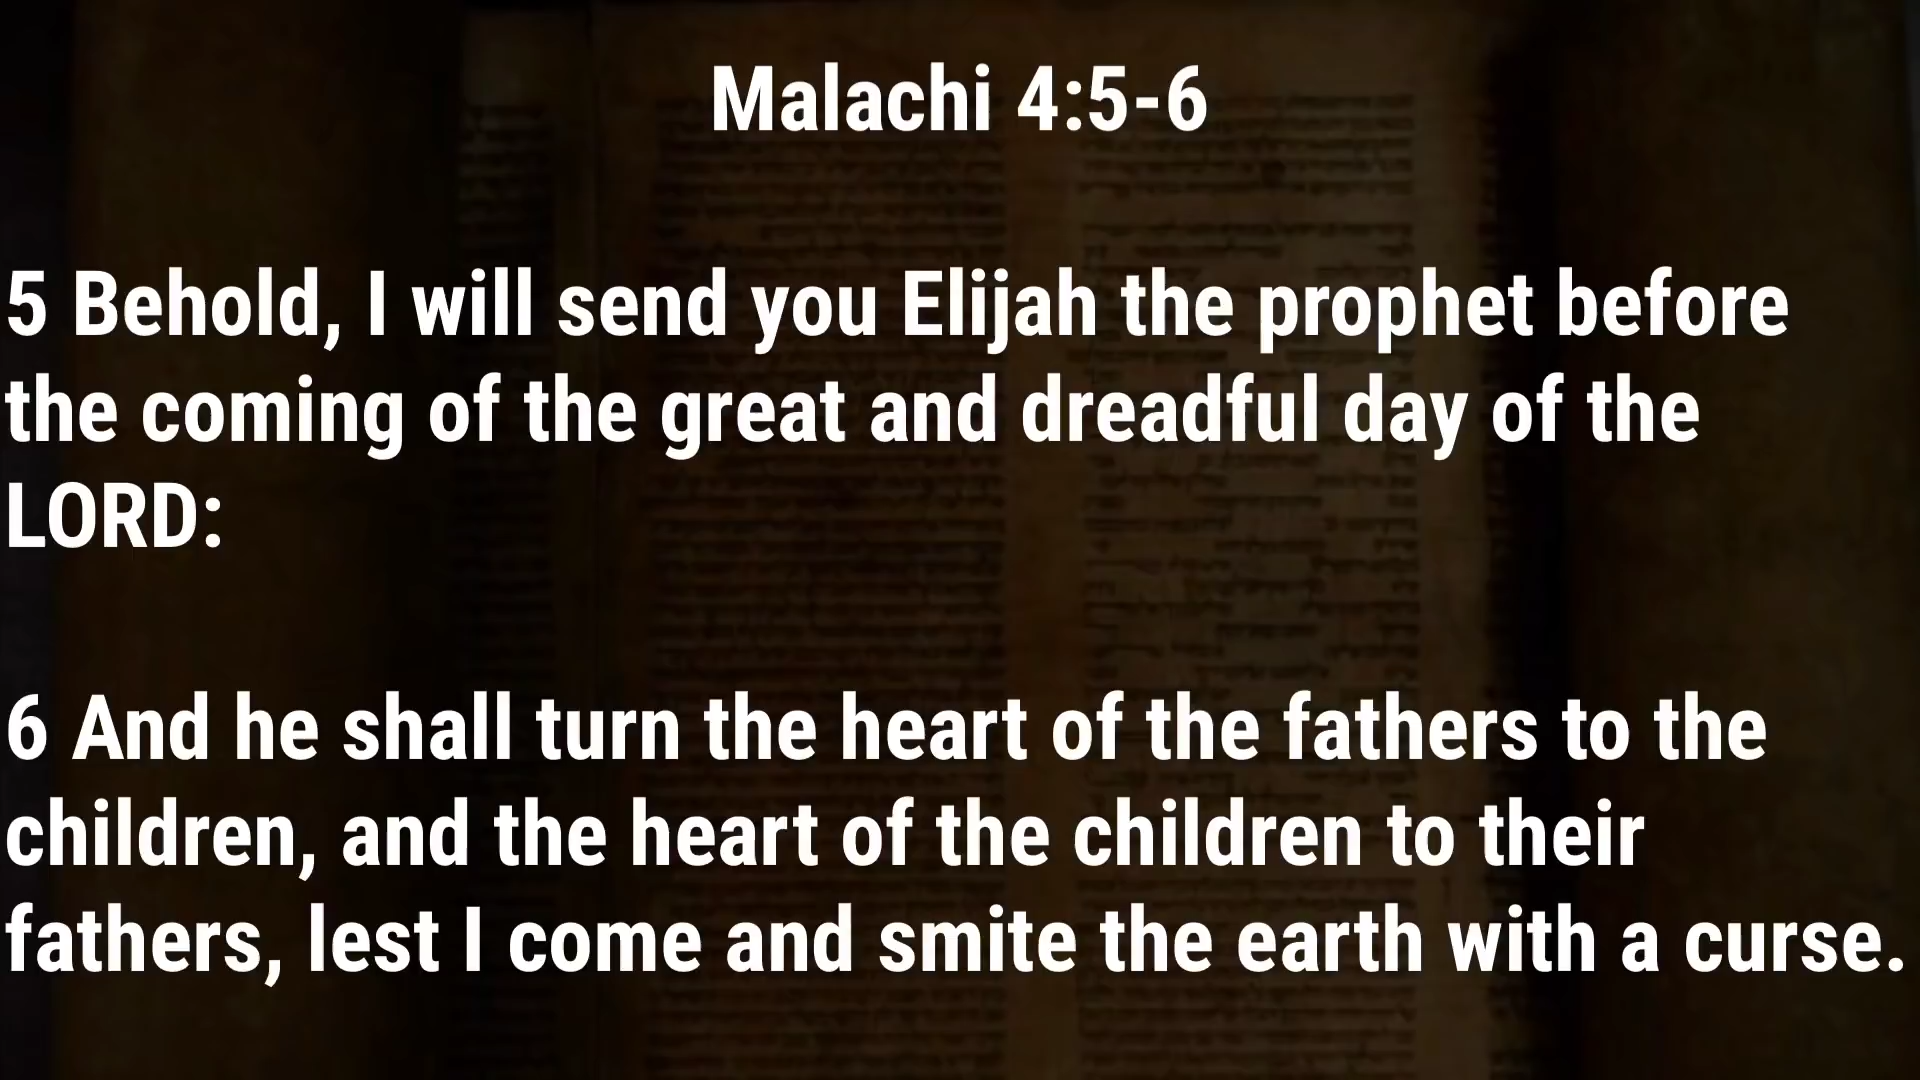 Malachi 4:5-6
5 Behold, I will send you Elijah the prophet before
the coming of the great and dreadful day of the
LORD:
6 And he shall turn the heart of the fathers to the
children, and the heart of the children to their
fathers, lest I come and smite the earth with a curse.